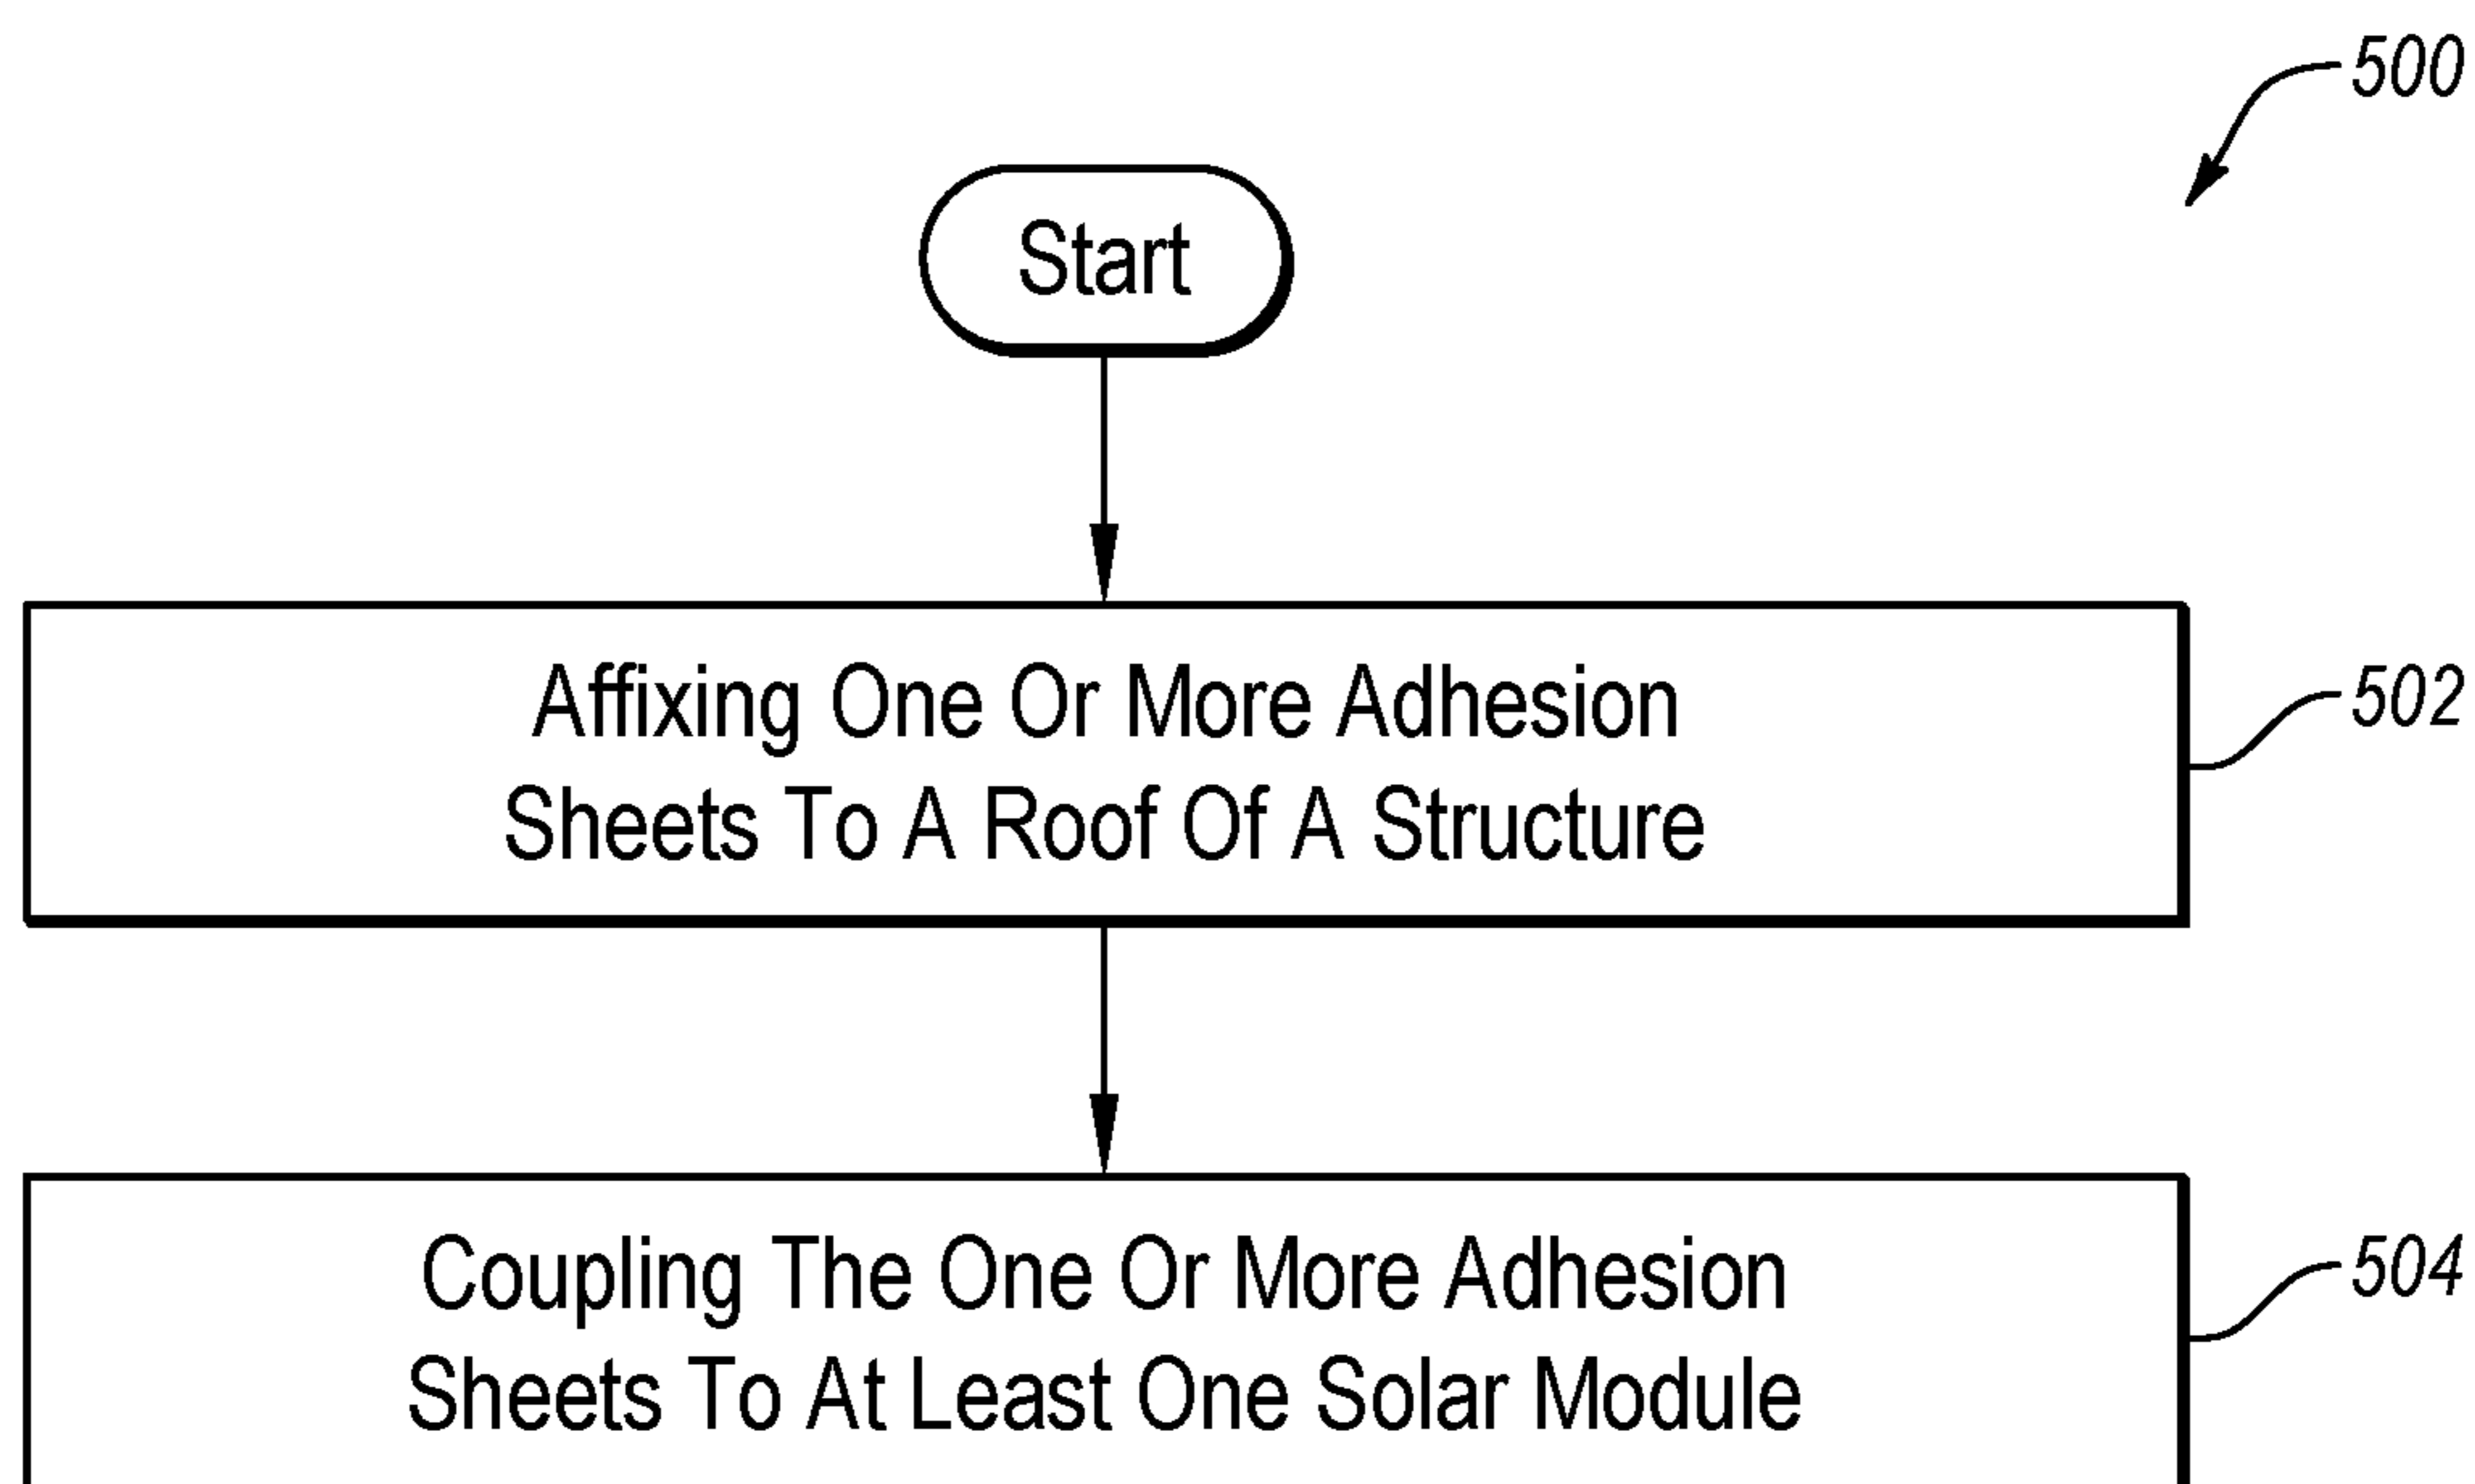 500
Start
Affixing One Or More Adhesion
Sheets To A Roof Of A Structure
502
Coupling The One Or More Adhesion
Sheets To At Least One Solar Module
504